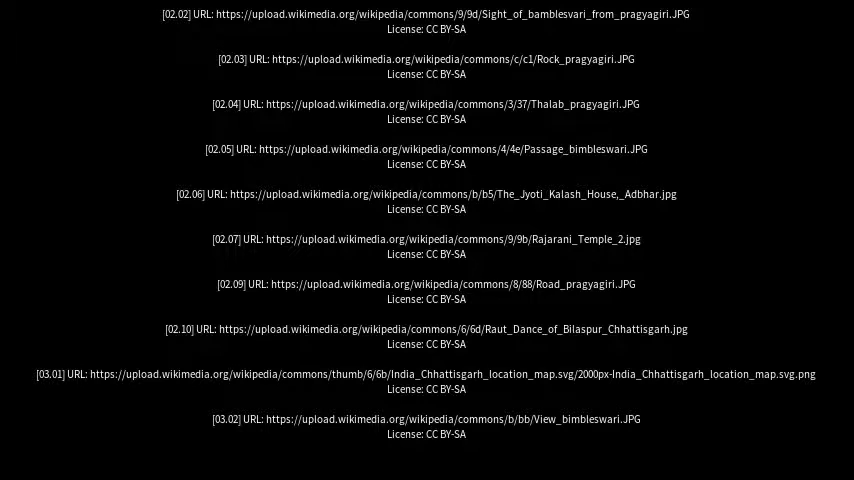 [02.02] URL: https://upload.wikimedia.org/wikipedia/commons/9/9d/Sight_of_bamblesvari_from_pragyagiri.JPG
License: CC BY-SA
[02.03] URL: https://upload.wikimedia.org/wikipedia/commons/c/c1/Rock_pragyagiri.JPG
License: CC BY-SA
[02.04] URL: https://upload.wikimedia.org/wikipedia/commons/3/37/Thalab_pragyagiri.JPG
License: CC BY-SA
[02.05] URL: https://upload.wikimedia.org/wikipedia/commons/4/4e/Passage_bimbleswari.JPG
License: CC BY-SA
[02.06] URL: https://upload.wikimedia.org/wikipedia/commons/b/b5/The_Jyoti_Kalash_House,_Adbhar.jpg
License: CC BY-SA
[02.07] URL: https://upload.wikimedia.org/wikipedia/commons/9/9b/Rajarani_Temple_2.jpg
License: CC BY-SA
[02.09] URL: https://upload.wikimedia.org/wikipedia/commons/8/88/Road_pragyagiri.JPG
License: CC BY-SA
[02.10] URL: https://upload.wikimedia.org/wikipedia/commons/6/6d/Raut_Dance_of_Bilaspur_Chhattisgarh.jpg
License: CC BY-SA
[03.01] URL: https://upload.wikimedia.org/wikipedia/commons/thumb/6/6b/India_Chhattisgarh_location_map.svg/2000px-India_Chhattisgarh_location_map.svg.png
License: CC BY-SA
[03.02] URL: https://upload.wikimedia.org/wikipedia/commons/b/bb/View_bimbleswari.JPG
License: CC BY-SA